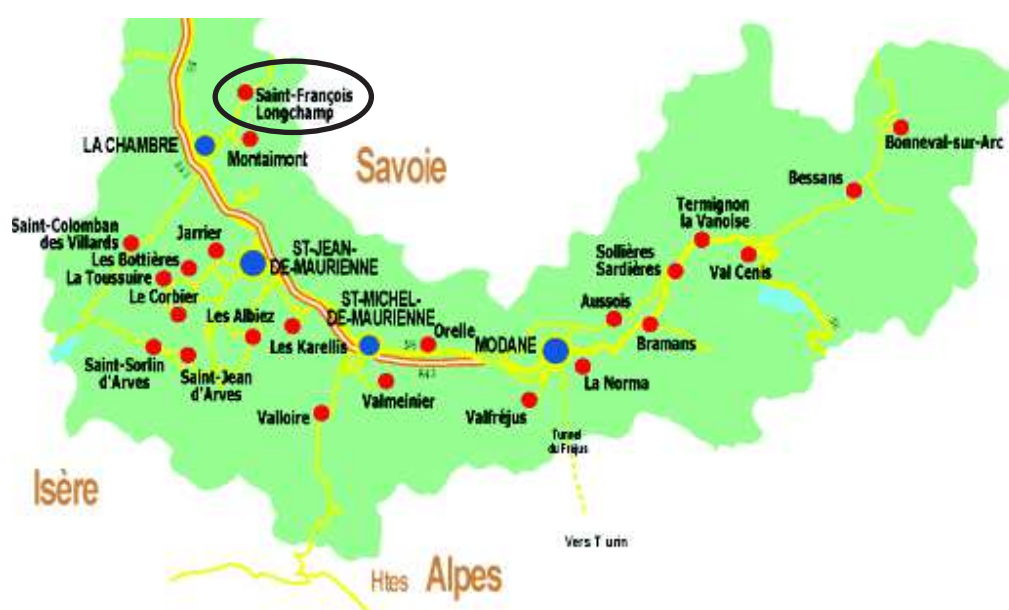 Saint-François
Longchamp
LA CHAMBRE
Montaimont
Savoie
Bonneval-sur-Arc
Bessans
Termignon
la Vanoise
Saint-Colomban
des Villards
Jarrier
Les Bottières
La Toussuire
Le Corbier
ST-JEAN-
DE-MAURIENNE
Sollières
Sardières
Val Cenis
ST-MICHEL-
DE-MAURIENNE
Les Albiez
Les Karellis
Orelle
Aussois
Bramans
MODANE
Saint-Sorlin
d'Arves
Saint-Jean
d'Arves
La Norma
Valmeinier
Valloire
Valfréjus
Tunnel
du Fréjus
Isère
Vers T urin
Htes Alpes